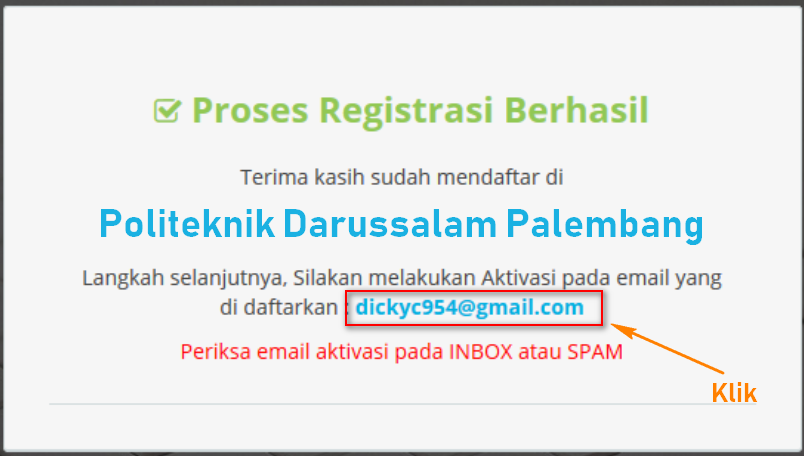 Proses Registrasi Berhasil
Terima kasih sudah mendaftar di
Politeknik Darussalam Palembang
Langkah selanjutnya, Silakan melakukan Aktivasi pada email yang
di daftarkan : dickyc954@gmail.com
Periksa email aktivasi pada INBOX atau SPAM
Klik